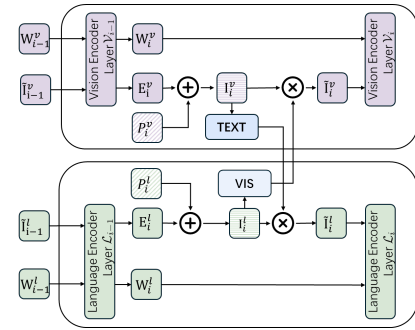 W^v_{i-1}
Vision Encoder
Layer 𝒱_{i-1}
W^v_i
Vision Encoder
Layer 𝒱_i
Ĩ^v_{i-1}
E^v_i
+
I^v_i
×
Ĩ^v_i
P^v_i
TEXT
P^l_i
VIS
Ĩ^l_{i-1}
Language Encoder
Layer ℒ_{i-1}
E^l_i
+
I^l_i
×
Ĩ^l_i
Language Encoder
Layer ℒ_i
W^l_{i-1}
W^l_i